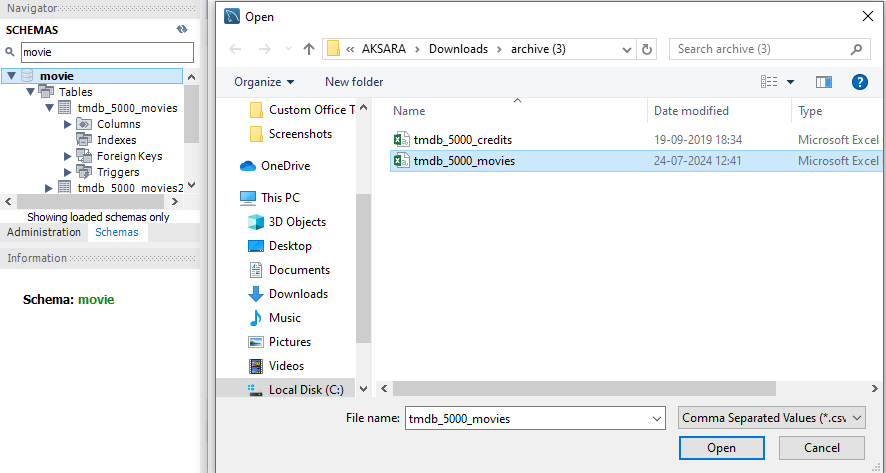 Navigator
SCHEMAS
movie
movie
Tables
tmdb_5000_movies
Columns
Indexes
Foreign Keys
Triggers
tmdb_5000_movies2
Showing loaded schemas only
Administration Schemas
Information
Schema: movie
Open
« AKSARA > Downloads > archive (3)
Search archive (3)
Organize
New folder
Custom Office T
Screenshots
OneDrive
This PC
3D Objects
Desktop
Documents
Downloads
Music
Pictures
Videos
Local Disk (C:)
Name Date modified Type
tmdb_5000_credits 19-09-2019 18:34 Microsoft Excel
tmdb_5000_movies 24-07-2024 12:41 Microsoft Excel
File name: tmdb_5000_movies
Comma Separated Values (*.csv
Open Cancel